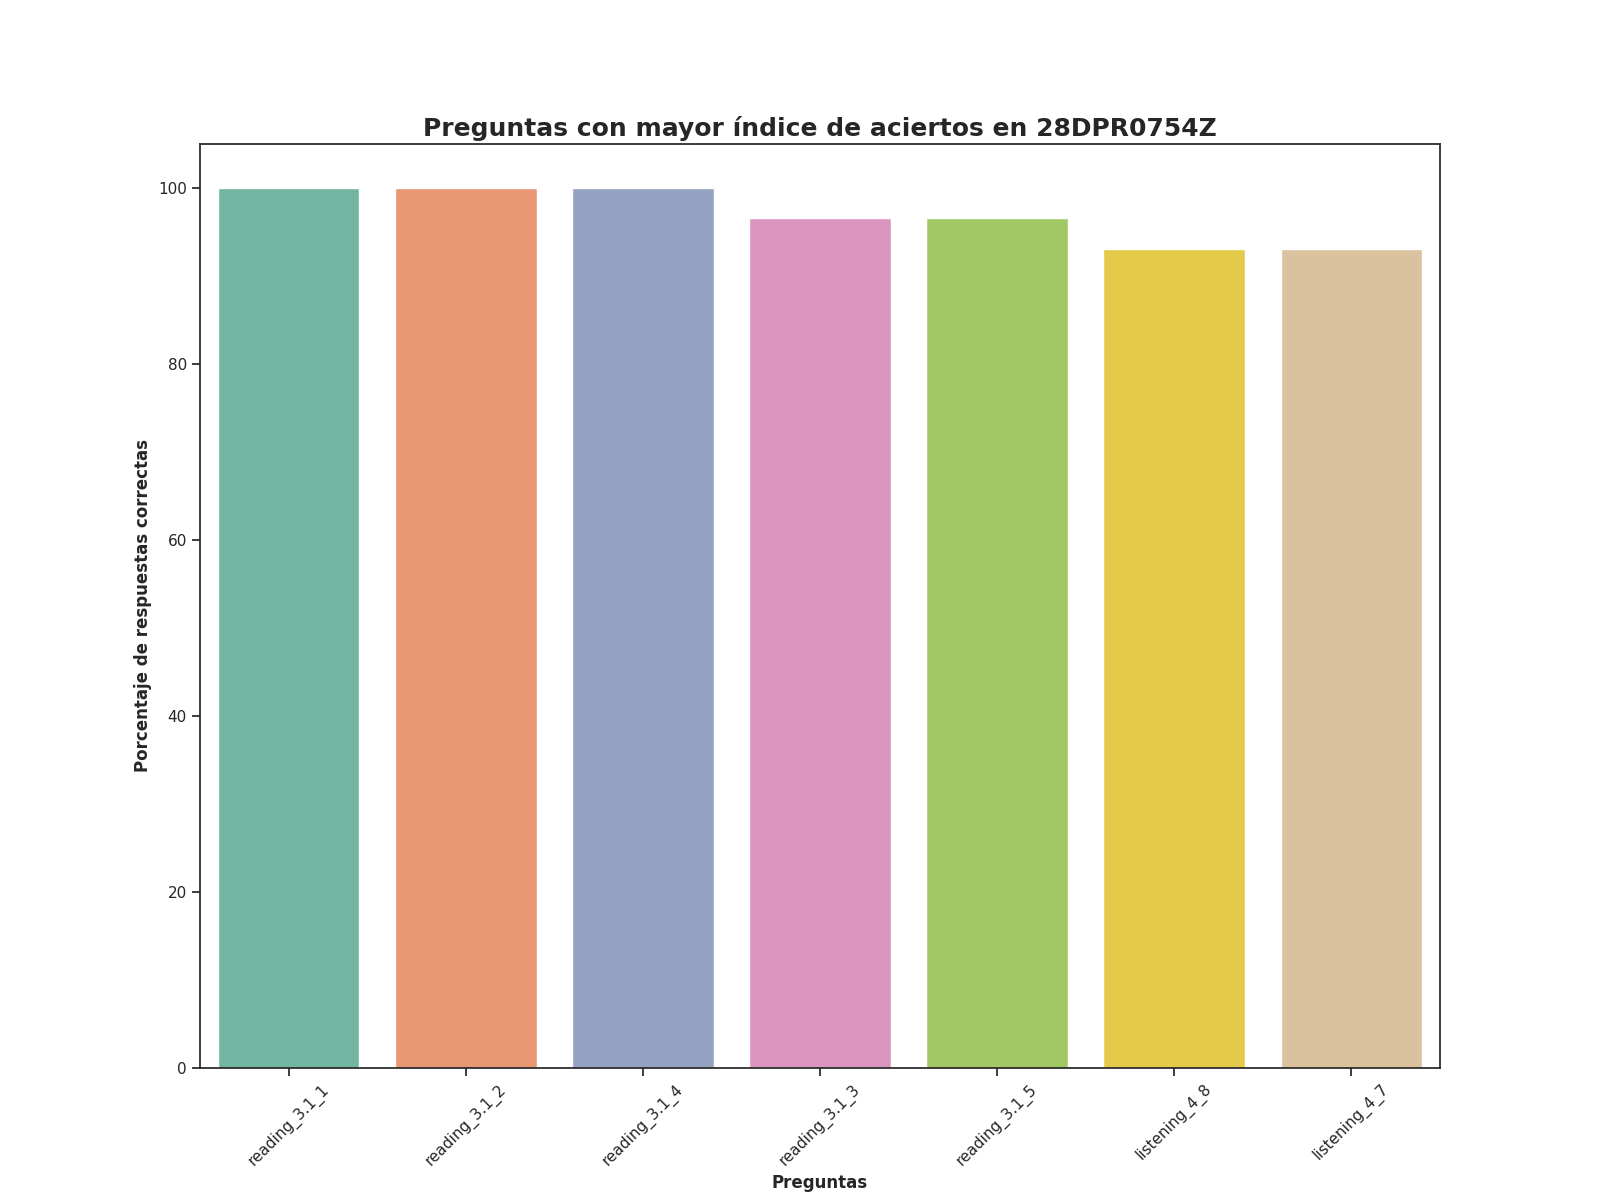 Preguntas con mayor índice de aciertos en 28DPR0754Z
Porcentaje de respuestas correctas
100
80
60
40
20
0
reading_3.1_1
reading_3.1_2
reading_3.1_4
reading_3.1_3
reading_3.1_5
listening_4_8
listening_4_7
Preguntas